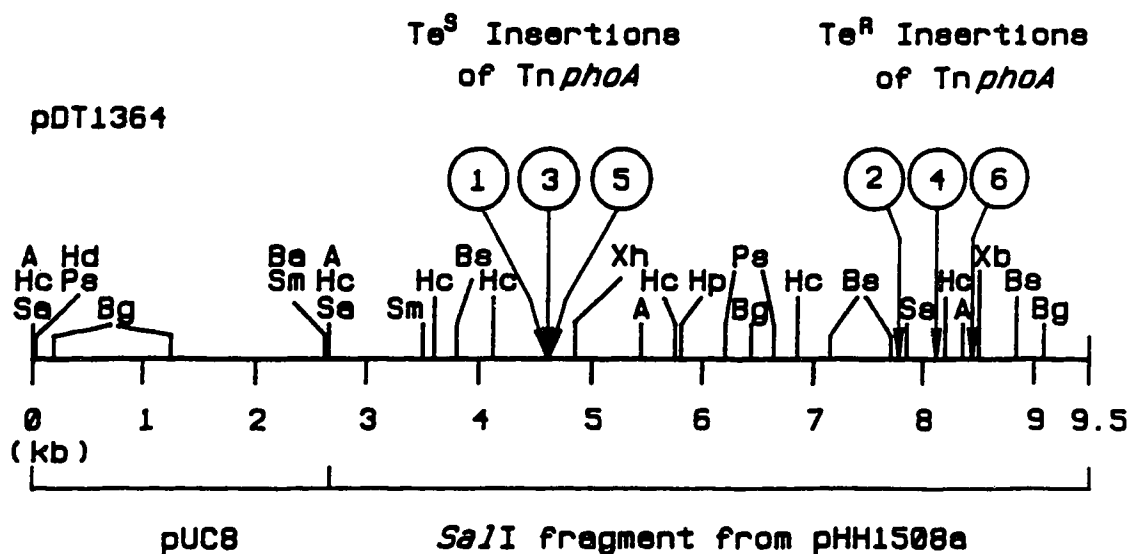 Te^S Insertions of TnphoA
Te^R Insertions of TnphoA
pDT1364
1 3 5 2 4 6
A Hd Ba A Bs Xh Ps Xb
Hc Ps Sm Hc Hc Hc Hc Hp Hc Bs Hc Bs
Sa Bg Sa Sm A Bg Sa A Bg
0 1 2 3 4 5 6 7 8 9 9.5
(kb)
pUC8 SalI fragment from pHH1508a